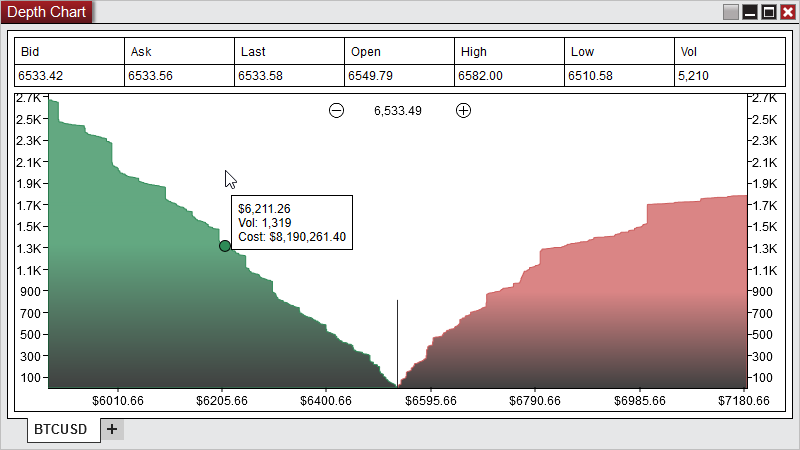 Depth Chart
Bid Ask Last Open High Low Vol
6533.42 6533.56 6533.58 6549.79 6582.00 6510.58 5,210
2.7K 6,533.49 2.7K
2.5K 2.5K
2.3K 2.3K
2.1K 2.1K
1.9K 1.9K
1.7K $6,211.26 1.7K
1.5K Vol: 1,319 1.5K
1.3K Cost: $8,190,261.40 1.3K
1.1K 1.1K
900 900
700 700
500 500
300 300
100 100
$6010.66 $6205.66 $6400.66 $6595.66 $6790.66 $6985.66 $7180.66
BTCUSD +